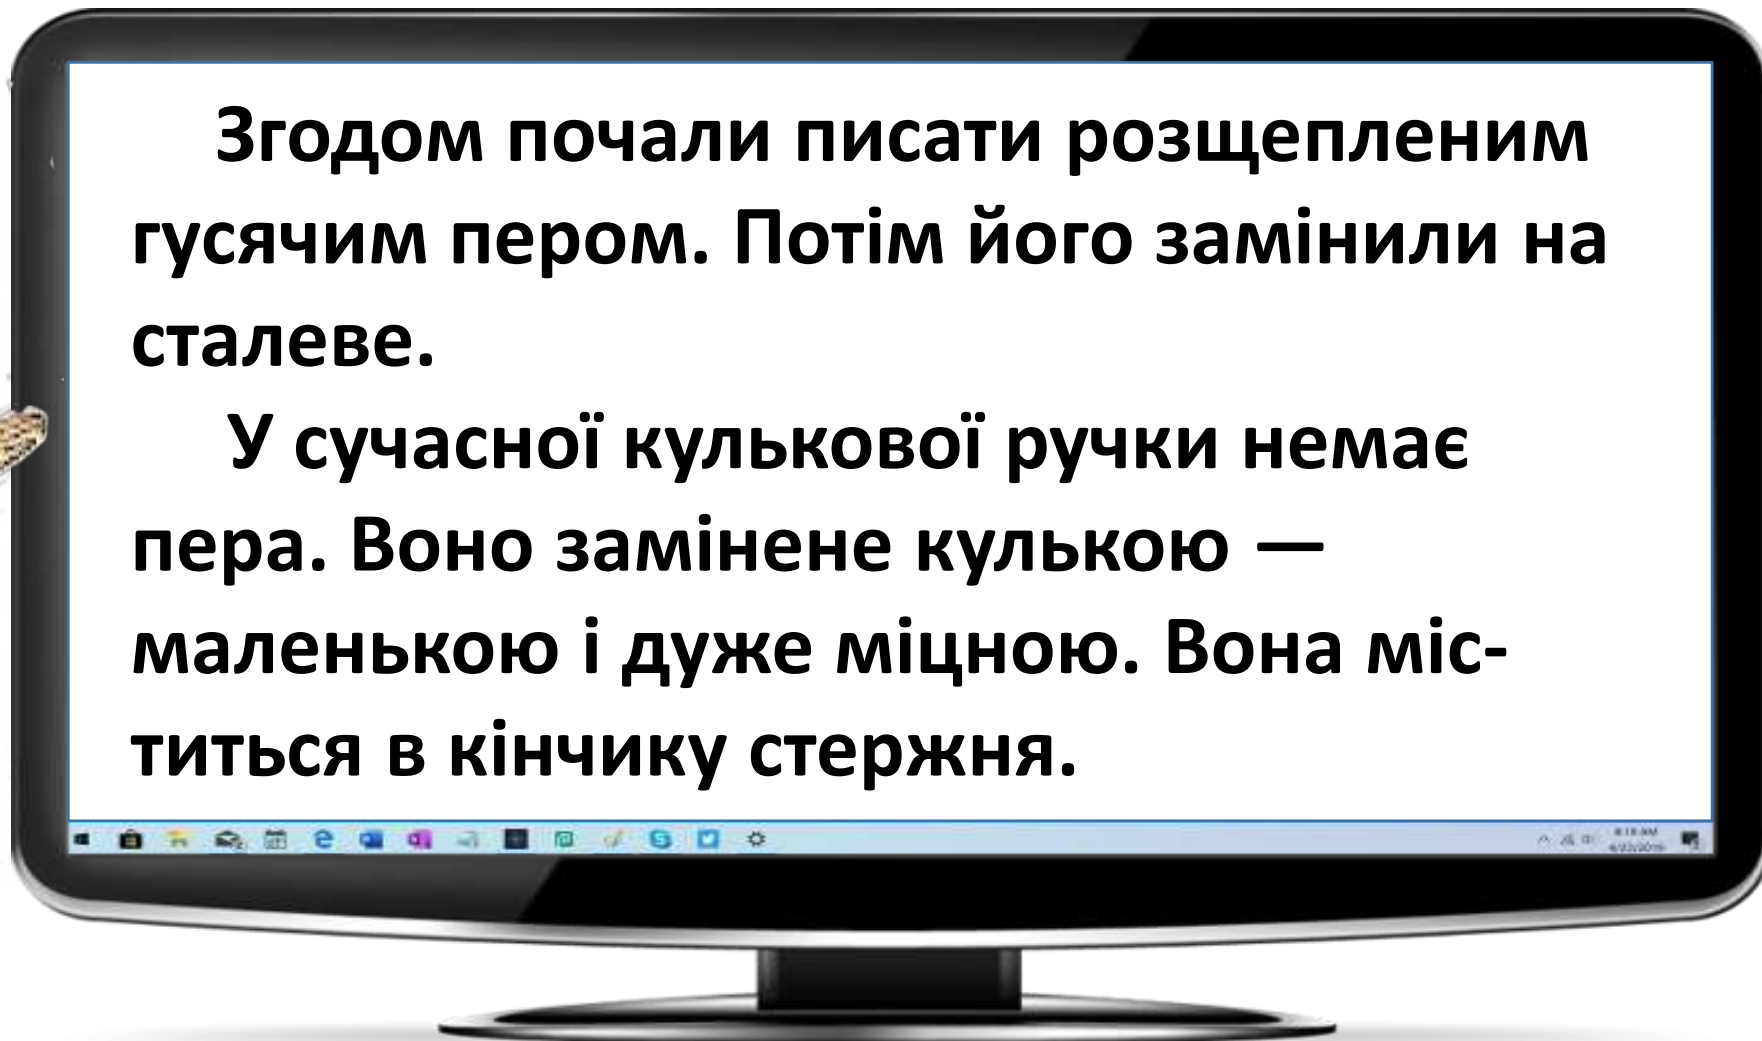 Згодом почали писати розщепленим
гусячим пером. Потім його замінили на
сталеве.
У сучасної кулькової ручки немає
пера. Воно замінене кулькою —
маленькою і дуже міцною. Вона міс-
титься в кінчику стержня.